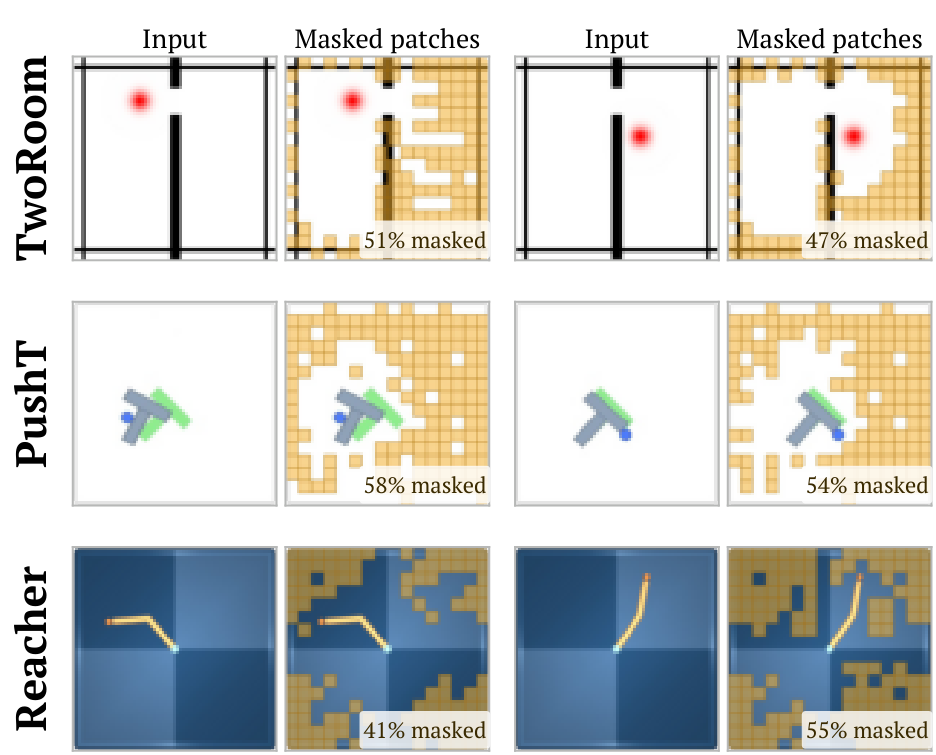 Input
Masked patches
Input
Masked patches
TwoRoom
51% masked
47% masked
PushT
58% masked
54% masked
Reacher
41% masked
55% masked